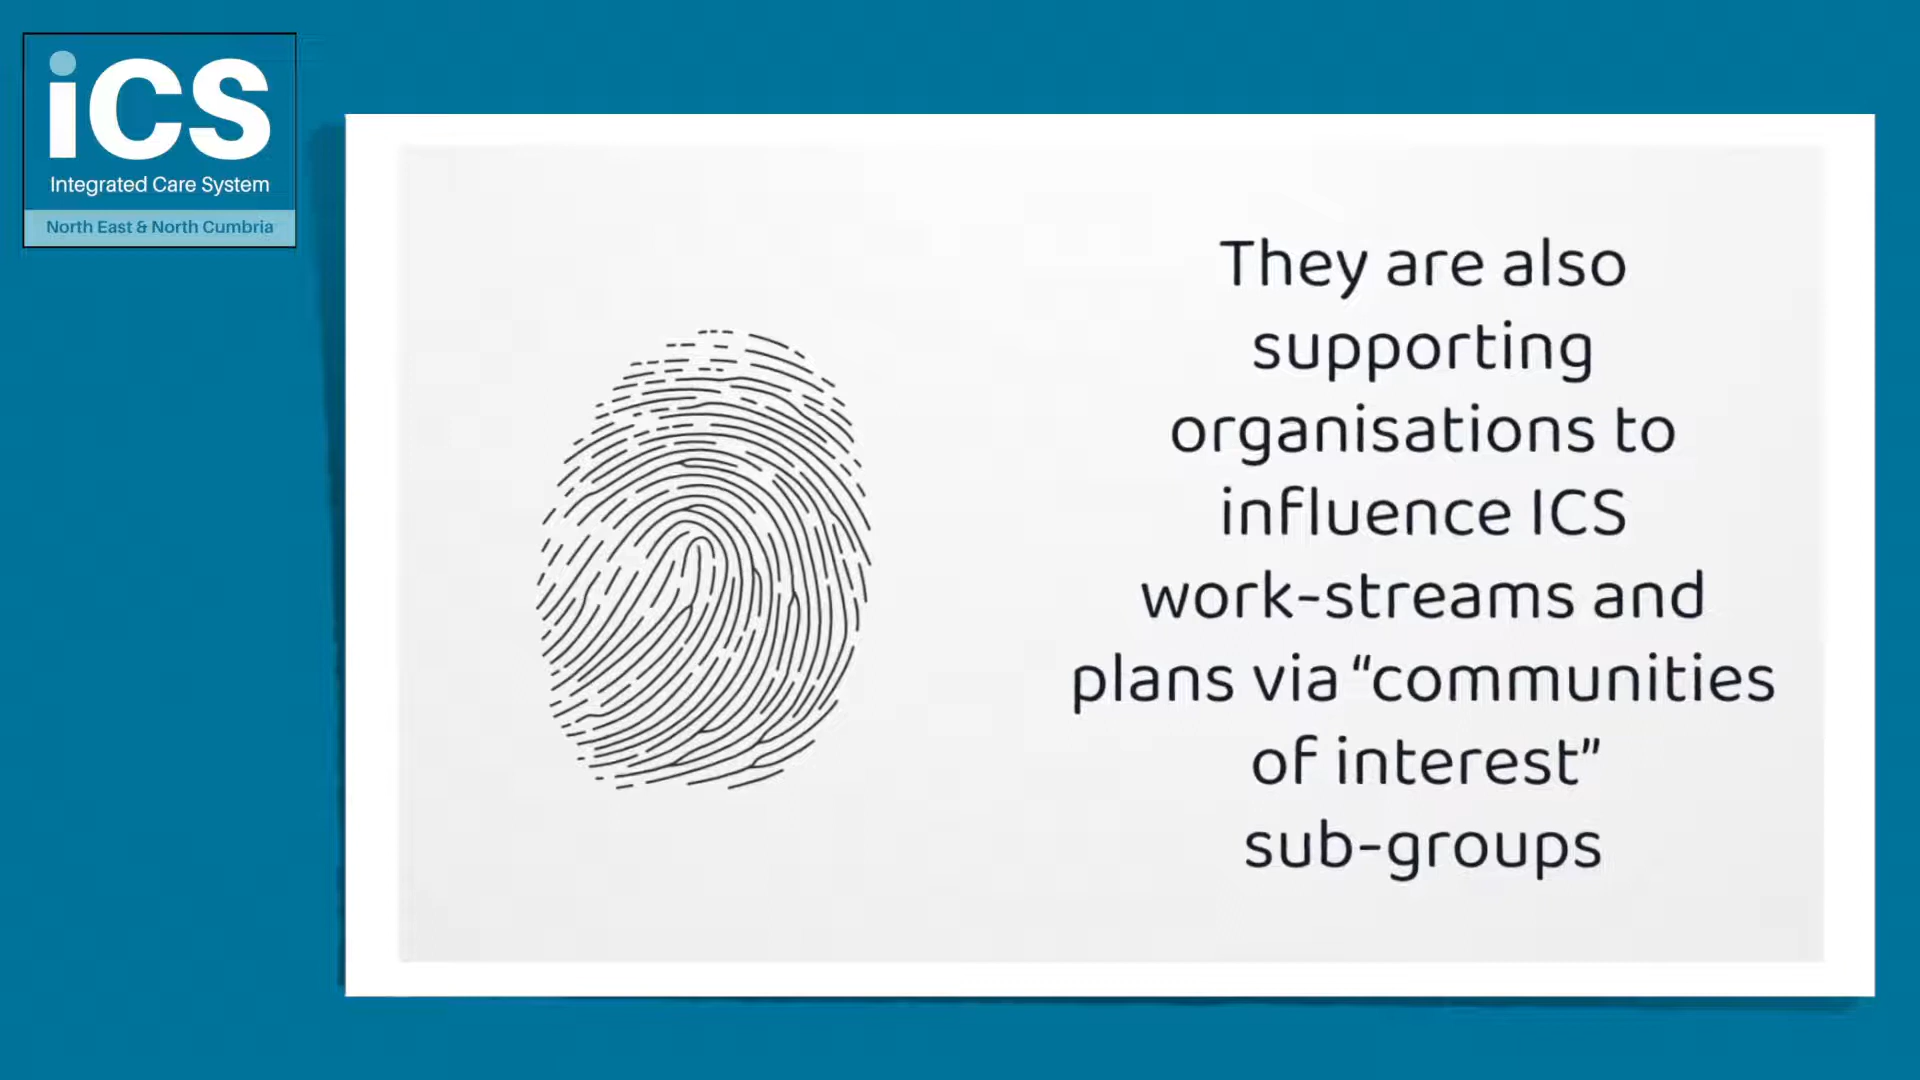 iCS
Integrated Care System
North East & North Cumbria
They are also
supporting
organisations to
influence ICS
work-streams and
plans via “communities
of interest”
sub-groups